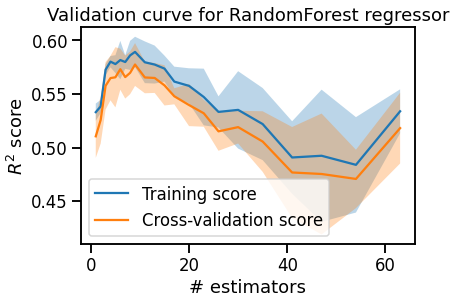 Validation curve for RandomForest regressor
0.60
0.55
0.50
0.45
R² score
Training score
Cross-validation score
0 20 40 60
# estimators